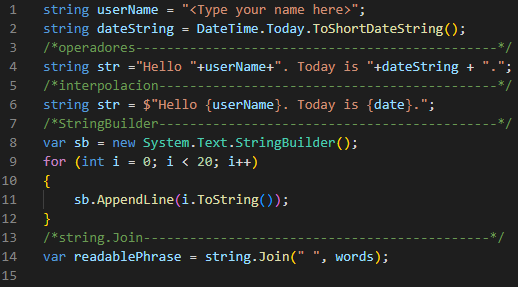 1 string userName = "<Type your name here>";
2 string dateString = DateTime.Today.ToShortDateString();
3 /*operadores-----------------------------------------------*/
4 string str ="Hello "+userName+". Today is "+dateString + ".";
5 /*interpolacion--------------------------------------------*/
6 string str = $"Hello {userName}. Today is {date}.";
7 /*StringBuilder--------------------------------------------*/
8 var sb = new System.Text.StringBuilder();
9 for (int i = 0; i < 20; i++)
10 {
11     sb.AppendLine(i.ToString());
12 }
13 /*string.Join---------------------------------------------*/
14 var readablePhrase = string.Join(" ", words);
15